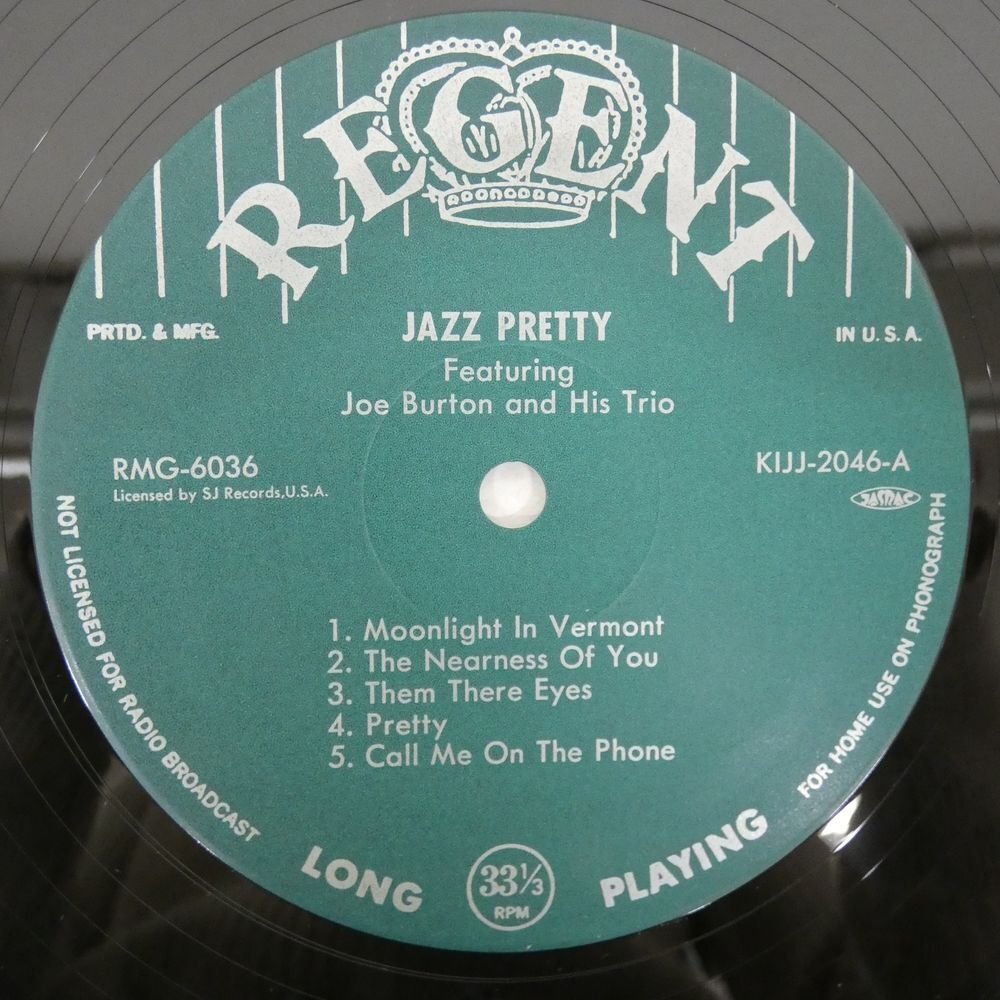 REGENT
PRTD. & MFG.
IN U.S.A.
JAZZ PRETTY
Featuring
Joe Burton and His Trio
RMG-6036
Licensed by SJ Records,U.S.A.
KIJJ-2046-A
JASRAC
NOT LICENSED FOR RADIO BROADCAST
FOR HOME USE ON PHONOGRAPH
1. Moonlight In Vermont
2. The Nearness Of You
3. Them There Eyes
4. Pretty
5. Call Me On The Phone
LONG
33⅓
RPM
PLAYING